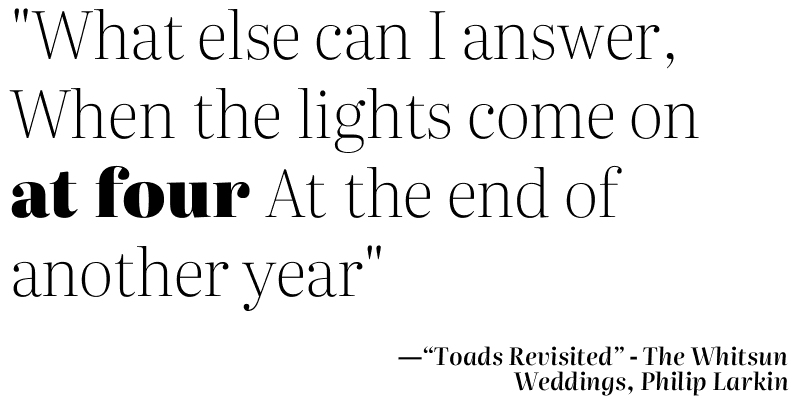 "What else can I answer,
When the lights come on
at four At the end of
another year"
—“Toads Revisited” - The Whitsun
Weddings, Philip Larkin